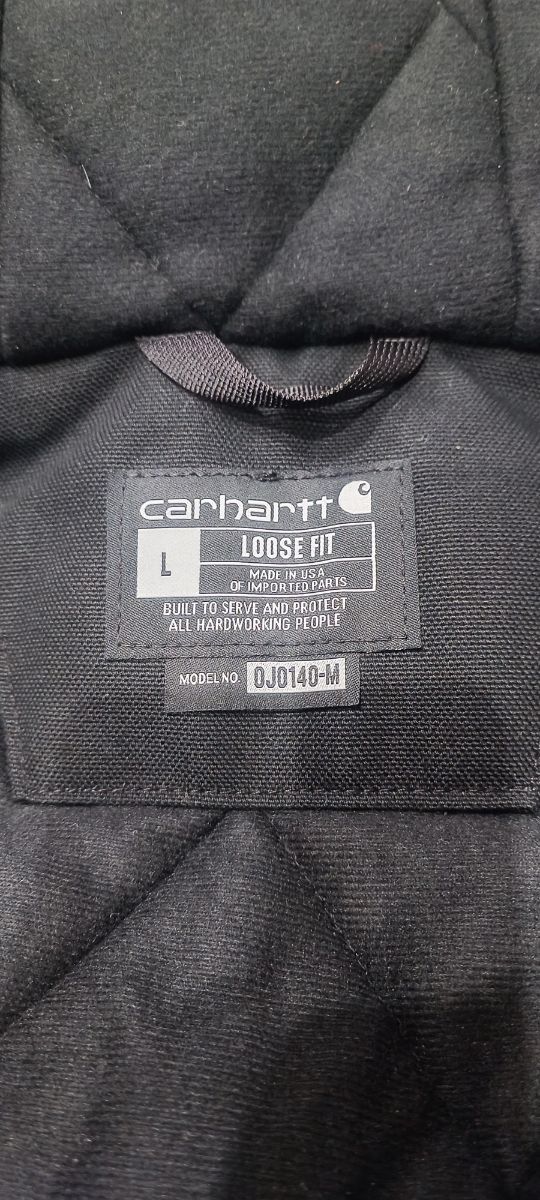 carhartt
L
LOOSE FIT
MADE IN USA
OF IMPORTED PARTS
BUILT TO SERVE AND PROTECT
ALL HARDWORKING PEOPLE
MODEL NO. 0J0140-M